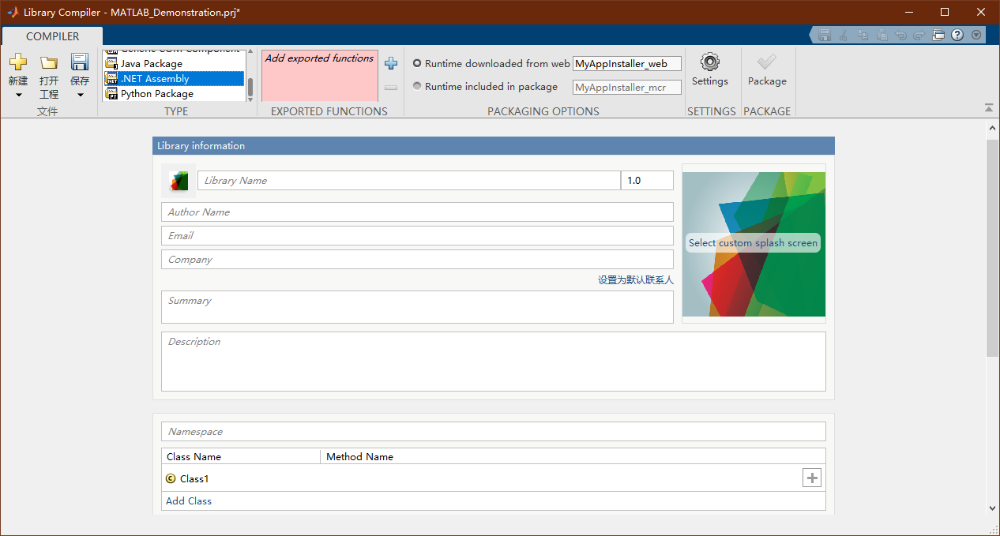 Library Compiler - MATLAB_Demonstration.prj*
COMPILER
新建
打开
工程
保存
文件
Generic COM Component
Java Package
.NET Assembly
Python Package
TYPE
Add exported functions
EXPORTED FUNCTIONS
Runtime downloaded from web
MyAppInstaller_web
Runtime included in package
MyAppInstaller_mcr
PACKAGING OPTIONS
Settings
SETTINGS
Package
PACKAGE
Library information
Library Name
1.0
Author Name
Email
Company
设置为默认联系人
Summary
Select custom splash screen
Description
Namespace
Class Name Method Name
Class1
Add Class